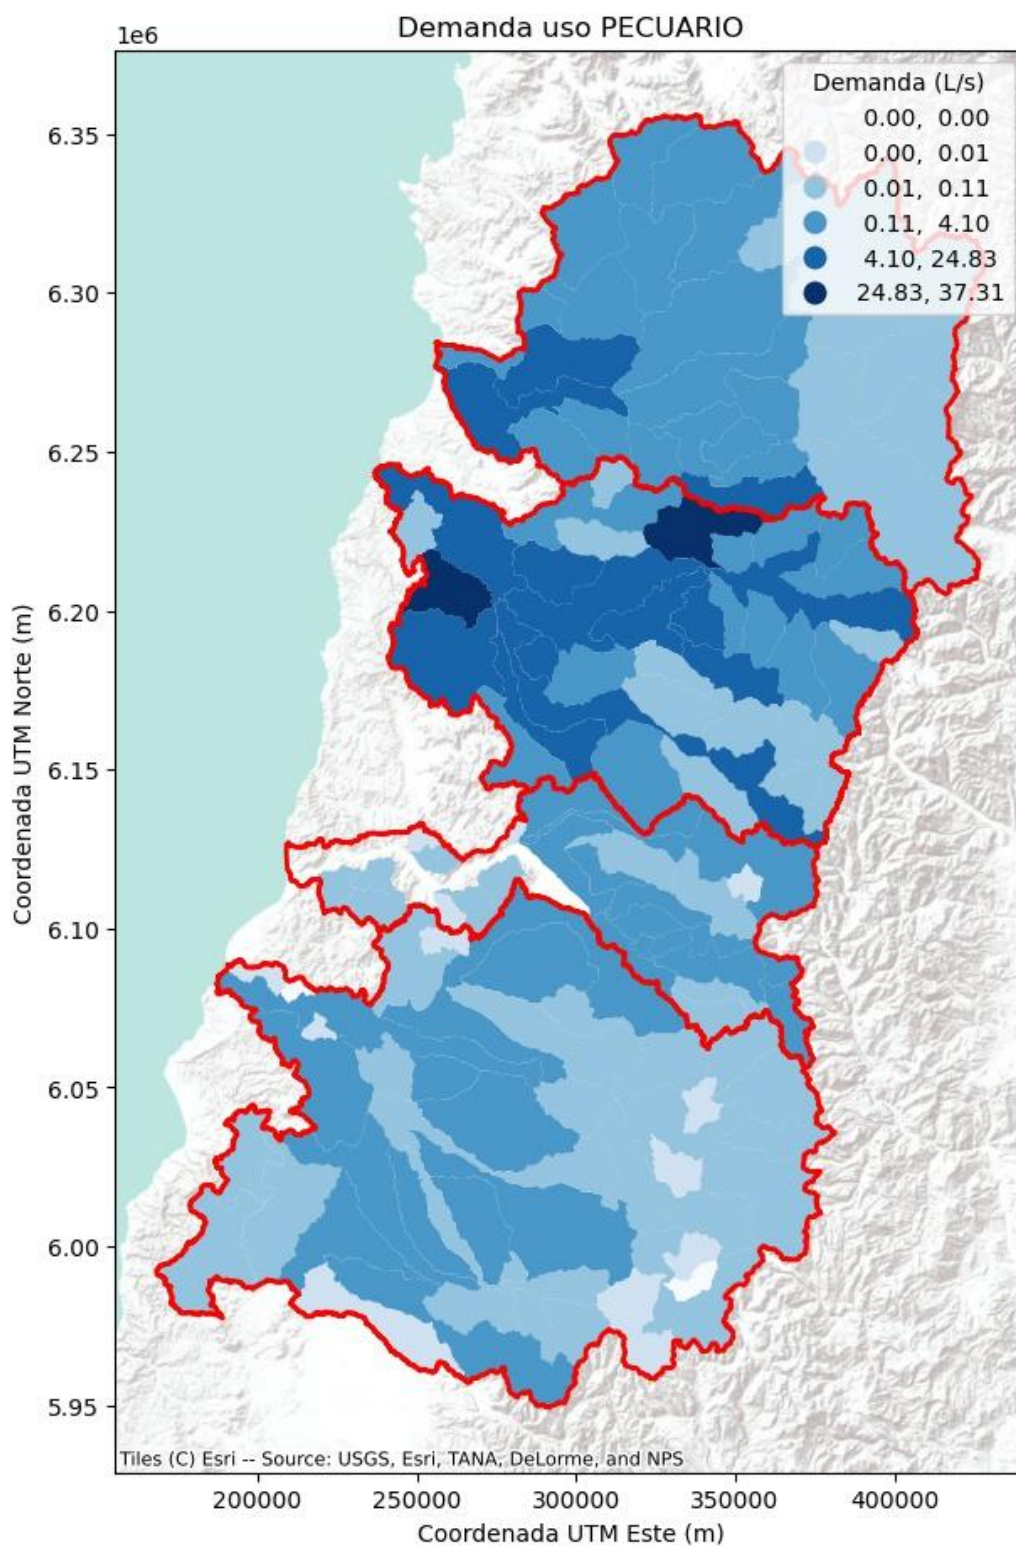 Demanda uso PECUARIO
1e6
Demanda (L/s)
0.00, 0.00
0.00, 0.01
0.01, 0.11
0.11, 4.10
4.10, 24.83
24.83, 37.31
6.35
6.30
6.25
6.20
6.15
6.10
6.05
6.00
5.95
Coordenada UTM Norte (m)
Tiles (C) Esri -- Source: USGS, Esri, TANA, DeLorme, and NPS
200000 250000 300000 350000 400000
Coordenada UTM Este (m)